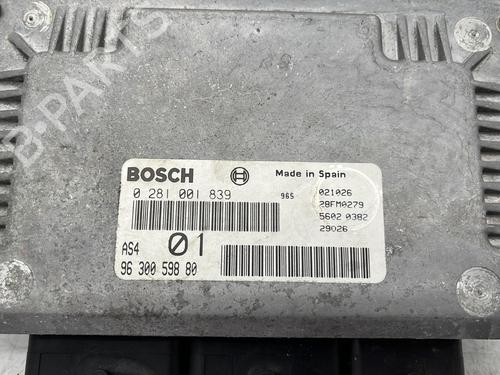 B-PARTS
BOSCH
Made in Spain
0 281 001 839
965
021026
28FM0279
5602 0382
29026
AS4
01
96 300 598 80